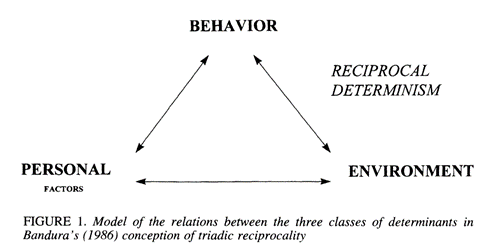 BEHAVIOR
RECIPROCAL
DETERMINISM
PERSONAL
FACTORS
ENVIRONMENT
FIGURE 1. Model of the relations between the three classes of determinants in
Bandura's (1986) conception of triadic reciprocality